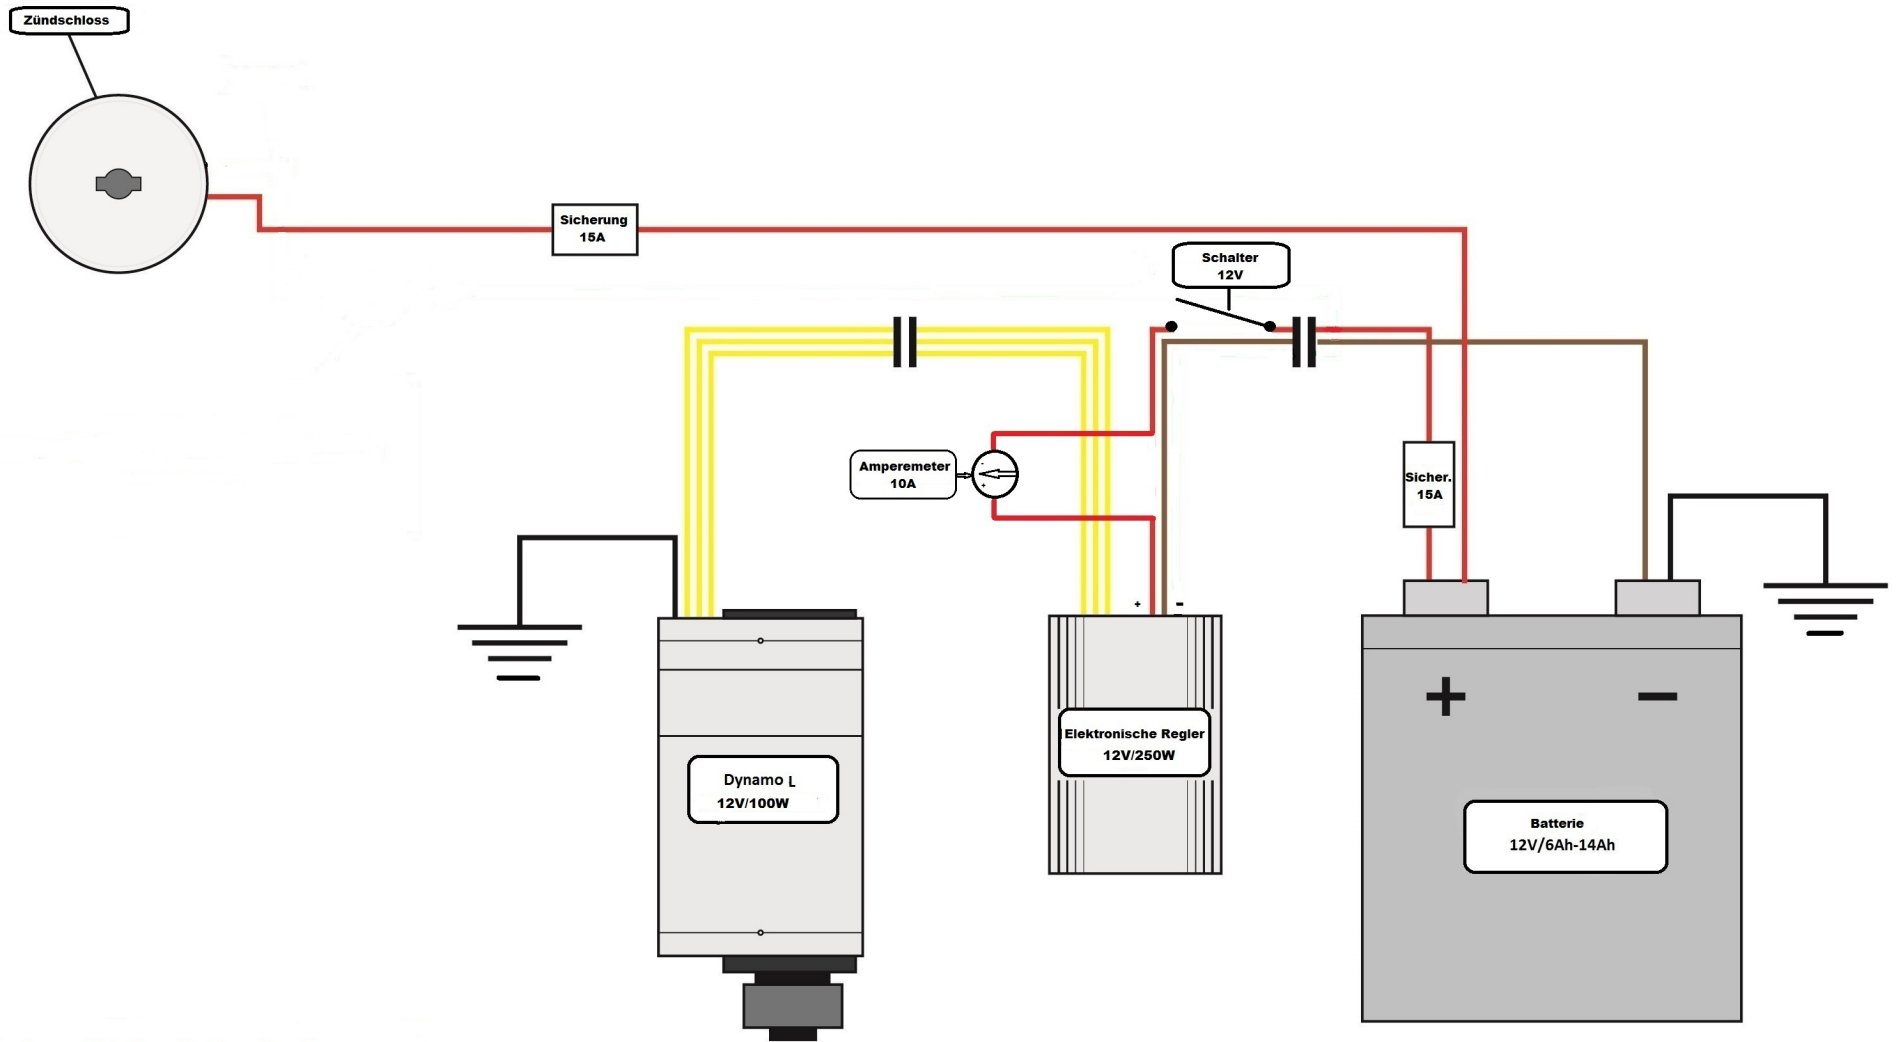 Zündschloss
Sicherung
15A
Schalter
12V
Amperemeter
10A
-
+
Sicher.
15A
+ −
Elektronische Regler
12V/250W
Dynamo L
12V/100W
+ −
Batterie
12V/6Ah-14Ah